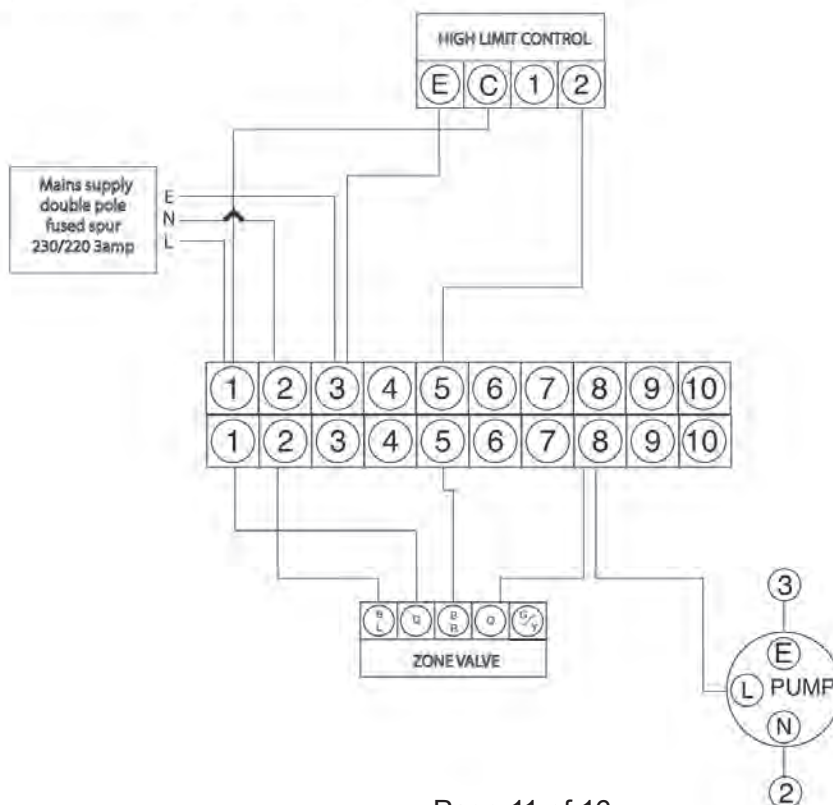 HIGH LIMIT CONTROL
E C 1 2
Mains supply
double pole
fused spur
230/220 3amp
E
N
L
1 2 3 4 5 6 7 8 9 10
1 2 3 4 5 6 7 8 9 10
B L B R O G/Y
ZONE VALVE
3
E
L PUMP
N
2
11 of